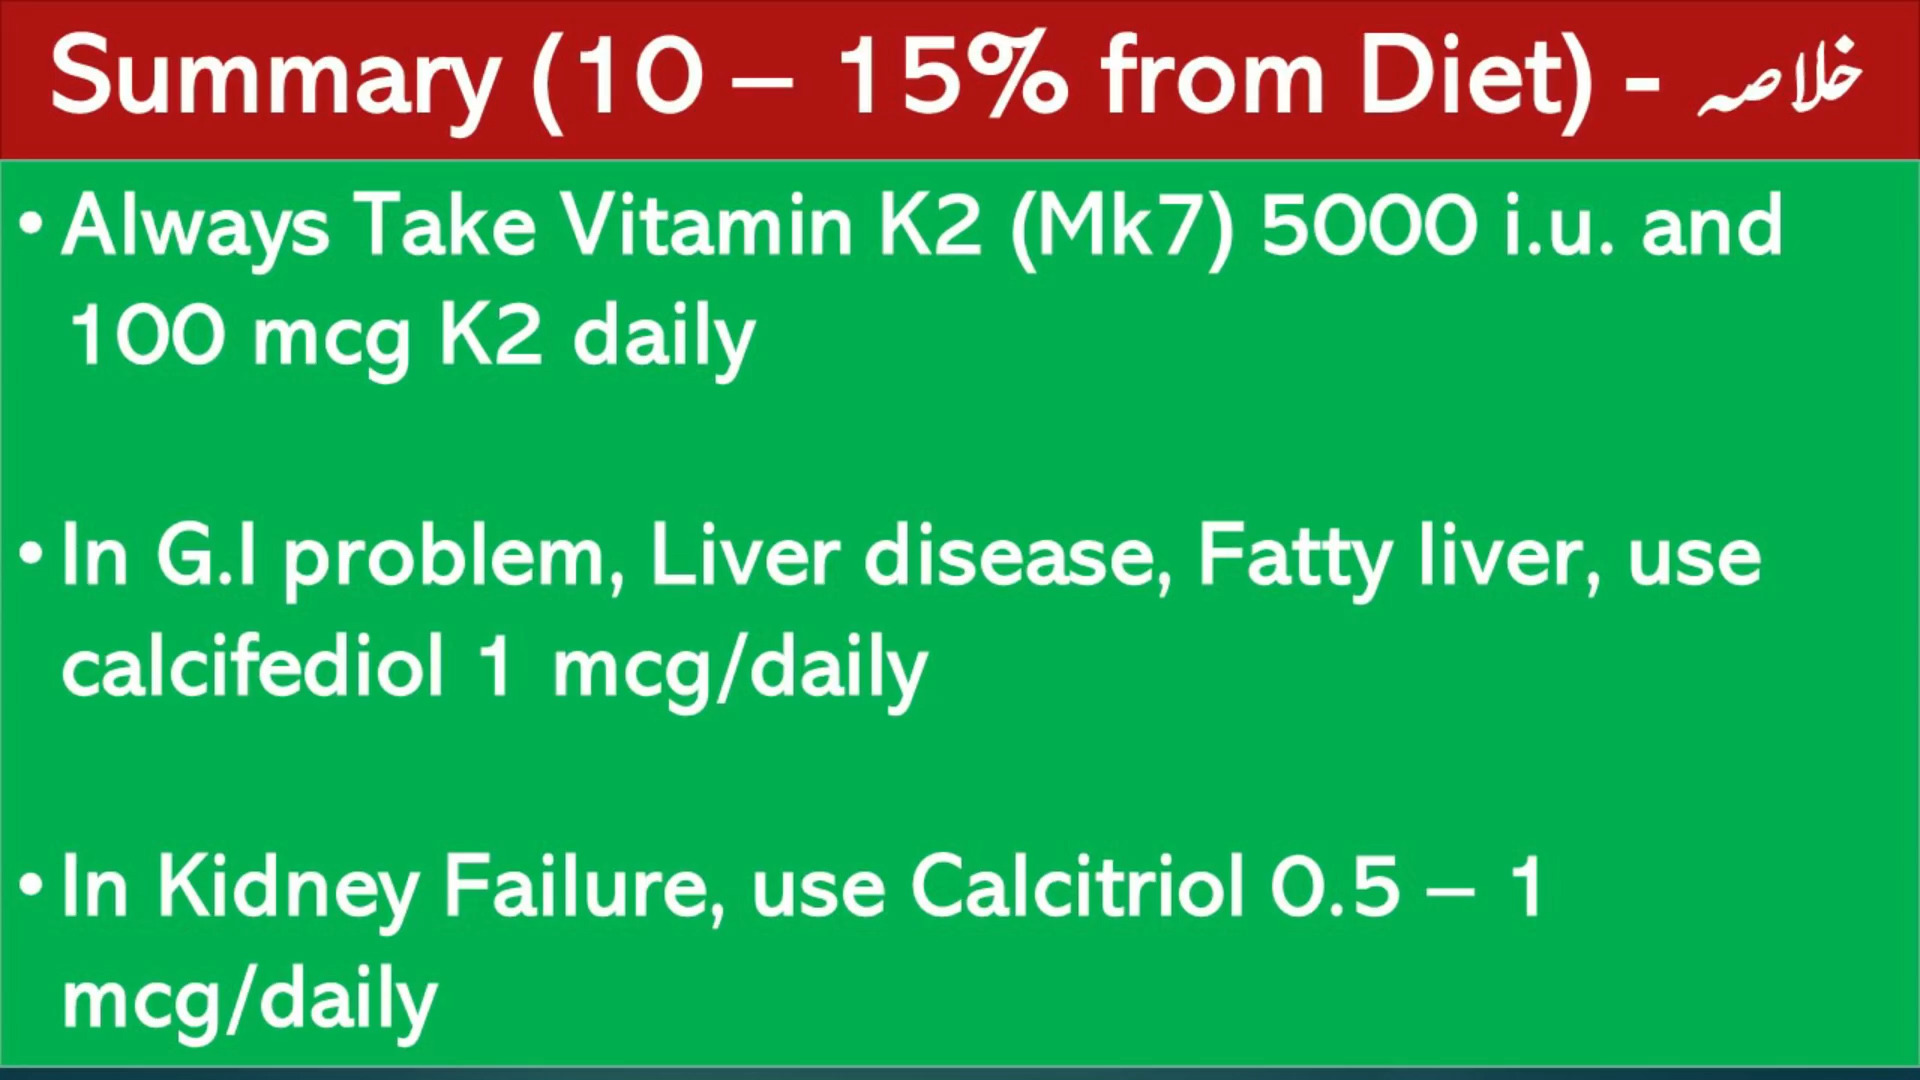 Summary (10 – 15% from Diet) - خلاصہ
• Always Take Vitamin K2 (Mk7) 5000 i.u. and
100 mcg K2 daily
• In G.I problem, Liver disease, Fatty liver, use
calcifediol 1 mcg/daily
• In Kidney Failure, use Calcitriol 0.5 – 1
mcg/daily